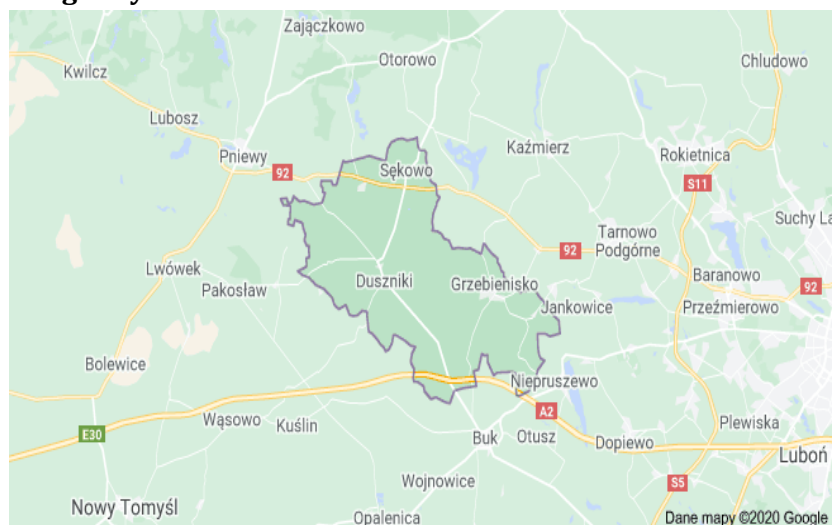 Zajączkowo
Otorowo
Chludowo
Kwilcz
Lubosz
Kaźmierz
Pniewy
Rokietnica
92
Sękowo
S11
Suchy La
Tarnowo
Podgórne
92
Lwówek
Duszniki
Grzebienisko
Baranowo
92
Pakosław
Jankowice
Przeźmierowo
Bolewice
Niepruszewo
A2
Wąsowo
Kuślin
Plewiska
E30
Buk
Otusz
Dopiewo
Luboń
Wojnowice
S5
Nowy Tomyśl
Opalenica
Dane mapy ©2020 Google